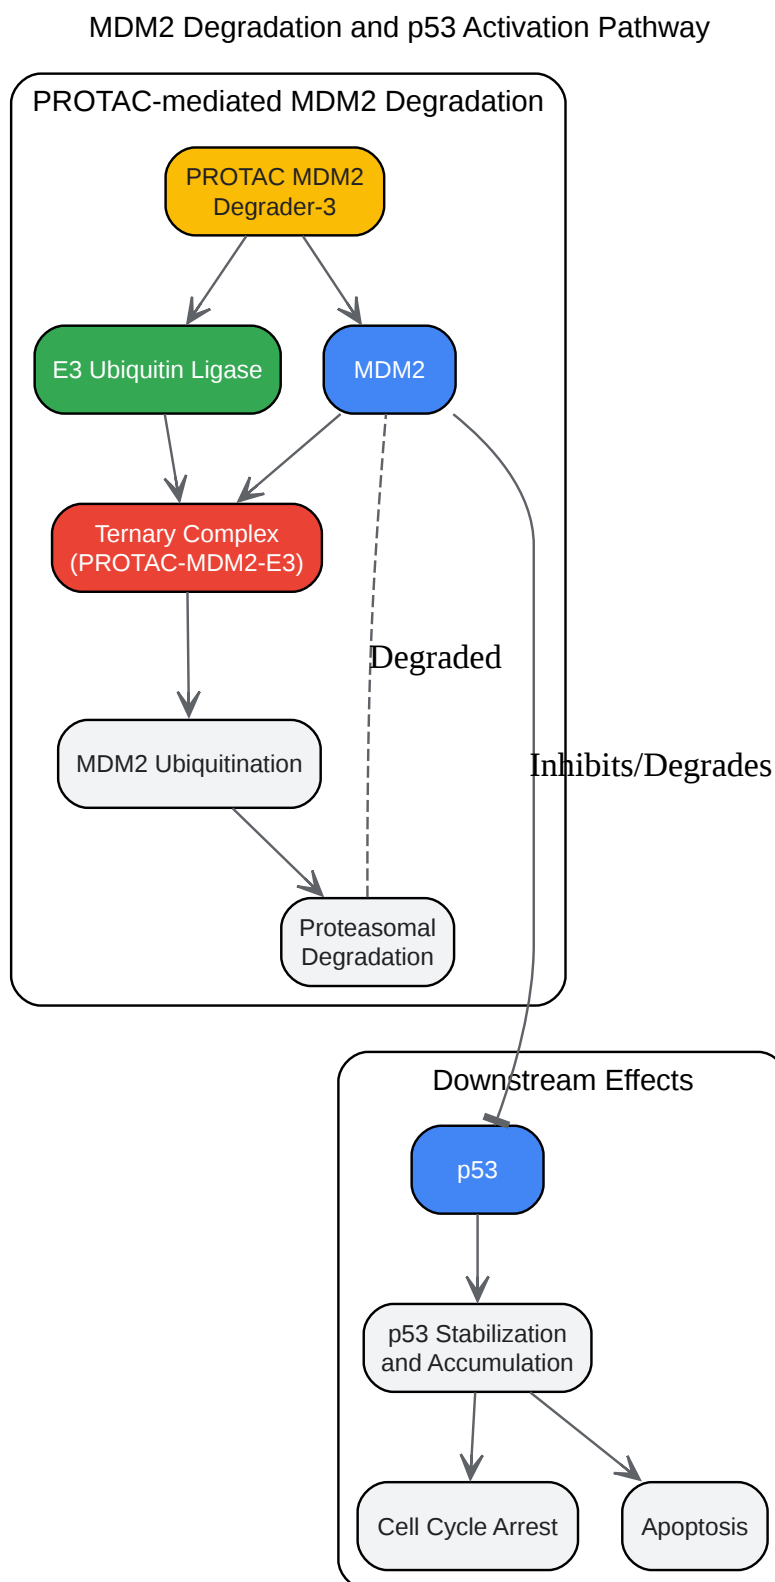 MDM2 Degradation and p53 Activation Pathway
PROTAC-mediated MDM2 Degradation
PROTAC MDM2
Degrader-3
E3 Ubiquitin Ligase
MDM2
Ternary Complex
(PROTAC-MDM2-E3)
Degraded
MDM2 Ubiquitination
Inhibits/Degrades
Proteasomal
Degradation
Downstream Effects
p53
p53 Stabilization
and Accumulation
Cell Cycle Arrest
Apoptosis